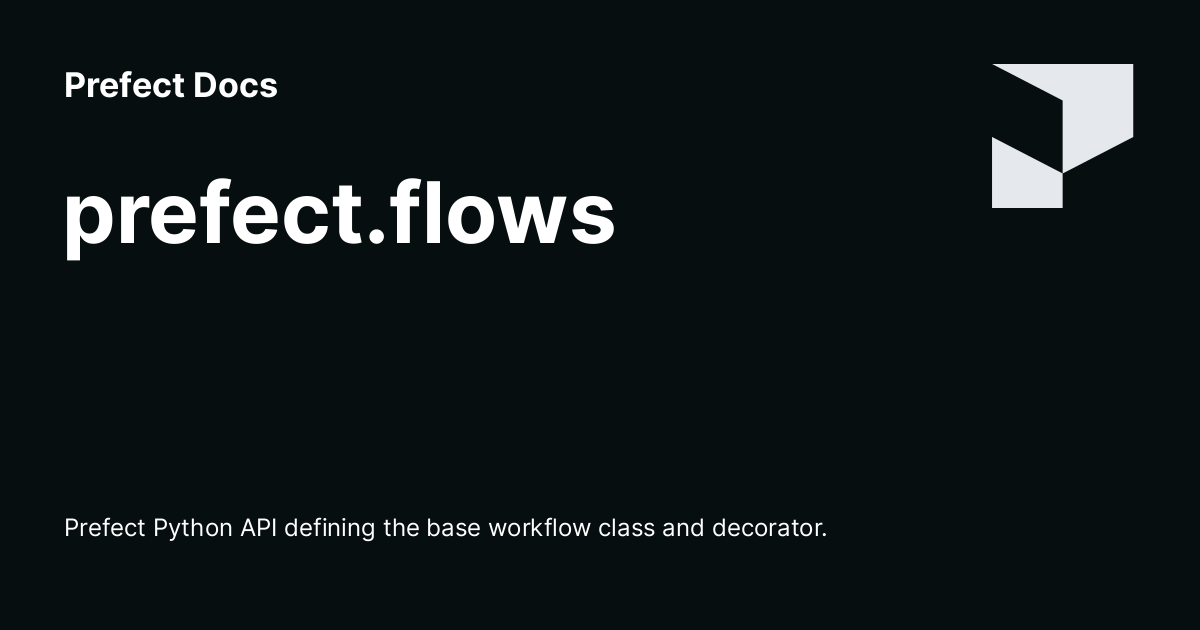 Prefect Docs
prefect.flows
Prefect Python API defining the base workflow class and decorator.